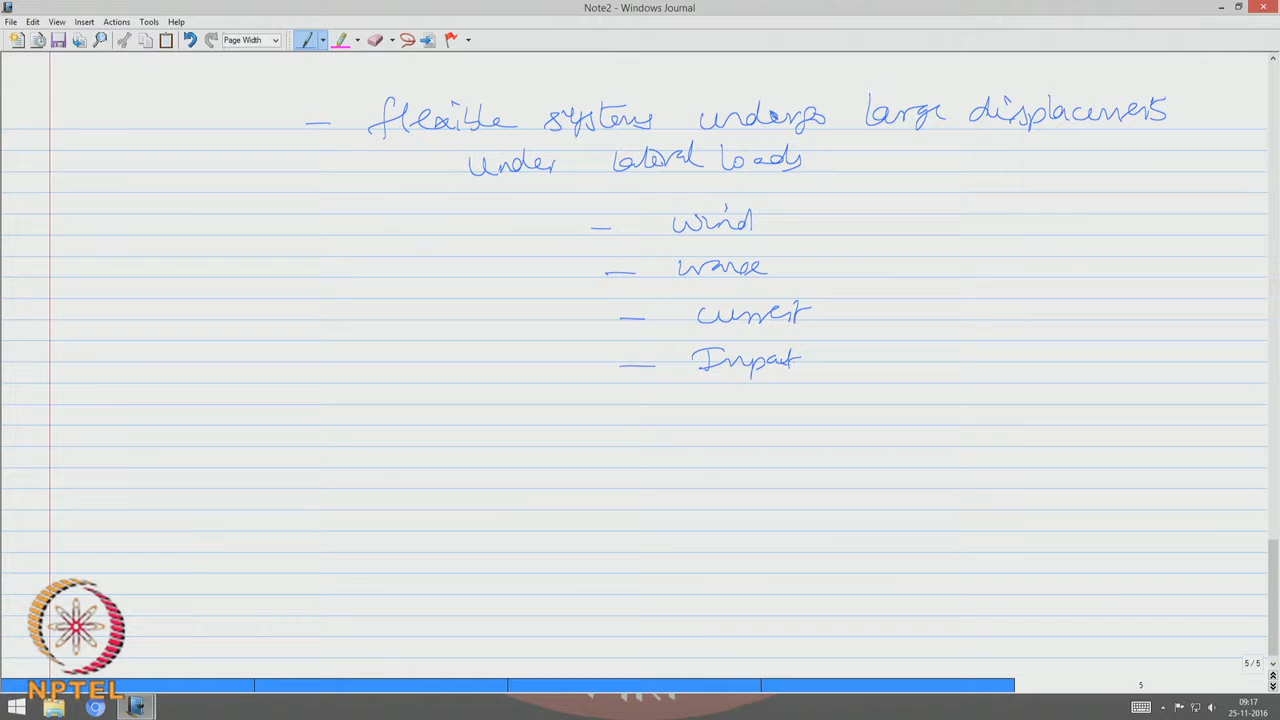 Note2 - Windows Journal
File Edit View Insert Actions Tools Help
Page Width
— flexible systems undergo large displacements
under lateral loads
— wind
— wave
— current
— Impact
5 / 5
5
NPTEL
09:17
25-11-2016